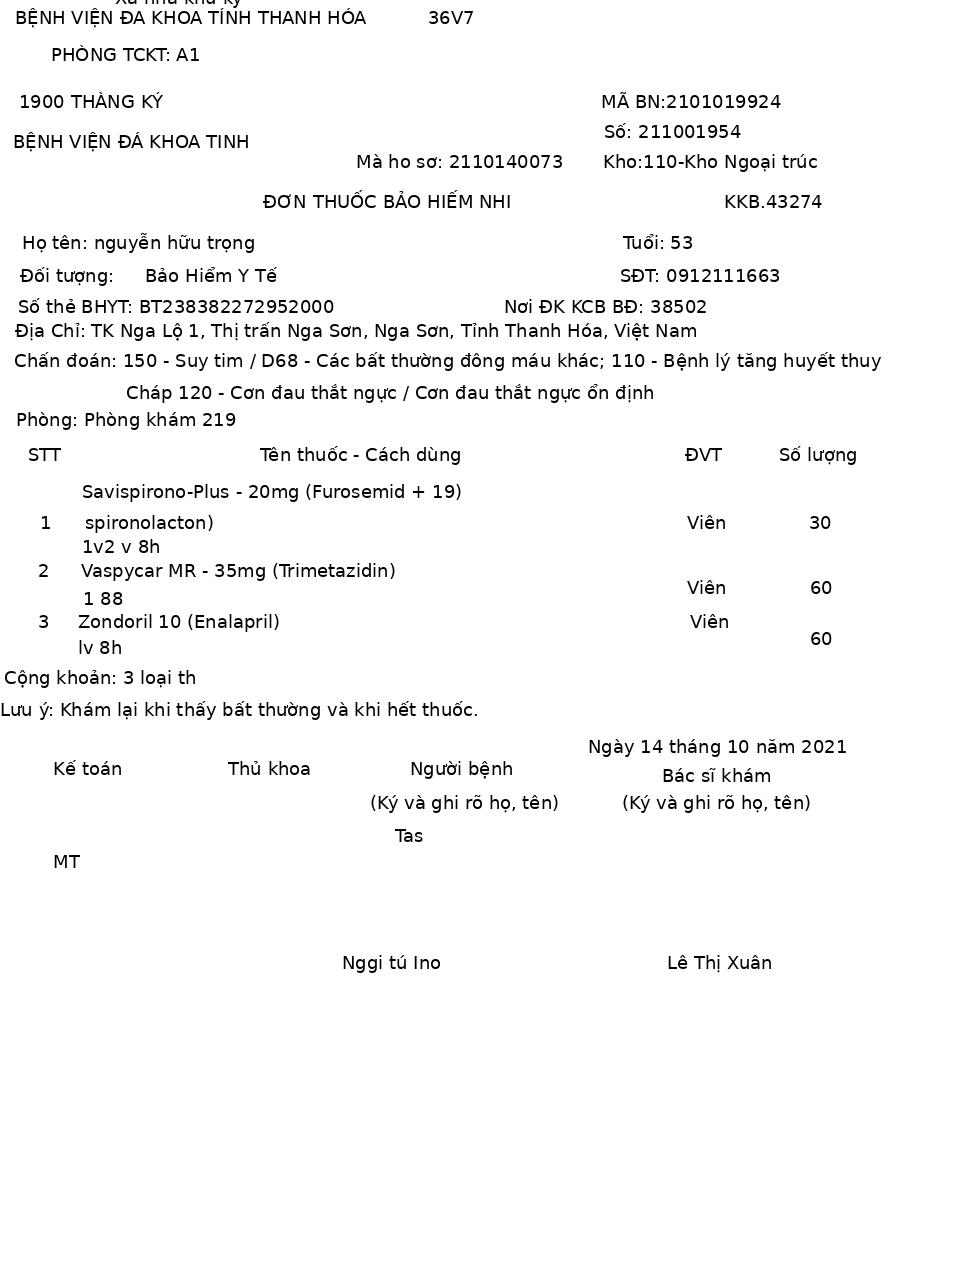 Xa như khu ky
BỆNH VIỆN ĐA KHOA TÍNH THANH HÓA 36V7
PHÒNG TCKT: A1
1900 THÀNG KÝ MÃ BN:2101019924
Số: 211001954
BỆNH VIỆN ĐÁ KHOA TINH
Mà ho sơ: 2110140073 Kho:110-Kho Ngoại trúc
ĐƠN THUỐC BẢO HIẾM NHI KKB.43274
Họ tên: nguyễn hữu trọng Tuổi: 53
Đối tượng: Bảo Hiểm Y Tế SĐT: 0912111663
Số thẻ BHYT: BT238382272952000 Nơi ĐK KCB BĐ: 38502
Địa Chỉ: TK Nga Lộ 1, Thị trấn Nga Sơn, Nga Sơn, Tỉnh Thanh Hóa, Việt Nam
Chấn đoán: 150 - Suy tim / D68 - Các bất thường đông máu khác; 110 - Bệnh lý tăng huyết thuy
Cháp 120 - Cơn đau thắt ngực / Cơn đau thắt ngực ổn định
Phòng: Phòng khám 219
STT Tên thuốc - Cách dùng ĐVT Số lượng
Savispirono-Plus - 20mg (Furosemid + 19)
1 spironolacton) Viên 30
1v2 v 8h
2 Vaspycar MR - 35mg (Trimetazidin)
Viên 60
1 88
3 Zondoril 10 (Enalapril) Viên
60
lv 8h
Cộng khoản: 3 loại th
Lưu ý: Khám lại khi thấy bất thường và khi hết thuốc.
Ngày 14 tháng 10 năm 2021
Kế toán Thủ khoa Người bệnh Bác sĩ khám
(Ký và ghi rõ họ, tên) (Ký và ghi rõ họ, tên)
Tas
MT
Nggi tú Ino Lê Thị Xuân